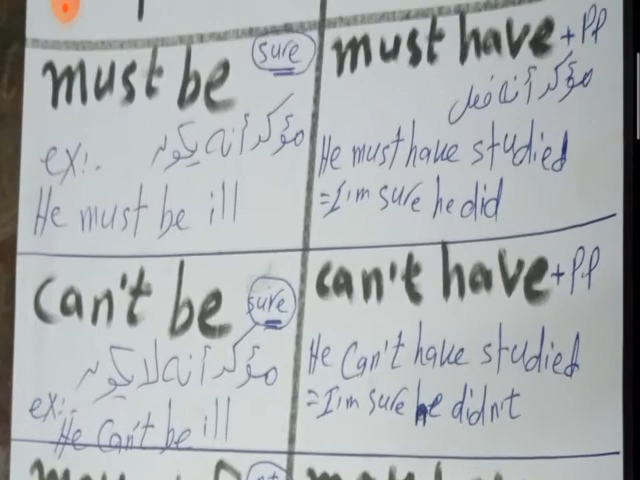 must be sure
مؤكد أنه يكون
ex:.
He must be ill
must have + PP
مؤكد أنه فعل
He must have studied
= I'm sure he did
can't be sure
مؤكد أنه لا يكون
ex:.
He Can't be ill
can't have + PP
He Can't have studied
= I'm sure he didn't